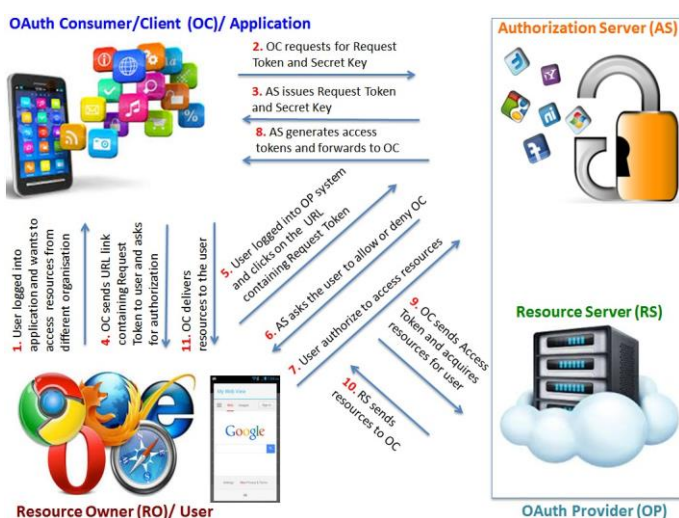 OAuth Consumer/Client (OC)/ Application
Authorization Server (AS)
2. OC requests for Request
Token and Secret Key
3. AS issues Request Token
and Secret Key
8. AS generates access
tokens and forwards to OC
1. User logged into
application and wants to
access resources from
different organisation
4. OC sends URL link
containing Request
Token to user and asks
for authorization
11. OC delivers
resources to the user
5. User logged into OP system
and clicks on the URL
containing Request Token
6. AS asks the user to allow or deny OC
7. User authorize to access resources
9. OC sends Access
Token and acquires
resources for user
10. RS sends
resources to OC
Resource Server (RS)
Google
Resource Owner (RO)/ User
OAuth Provider (OP)